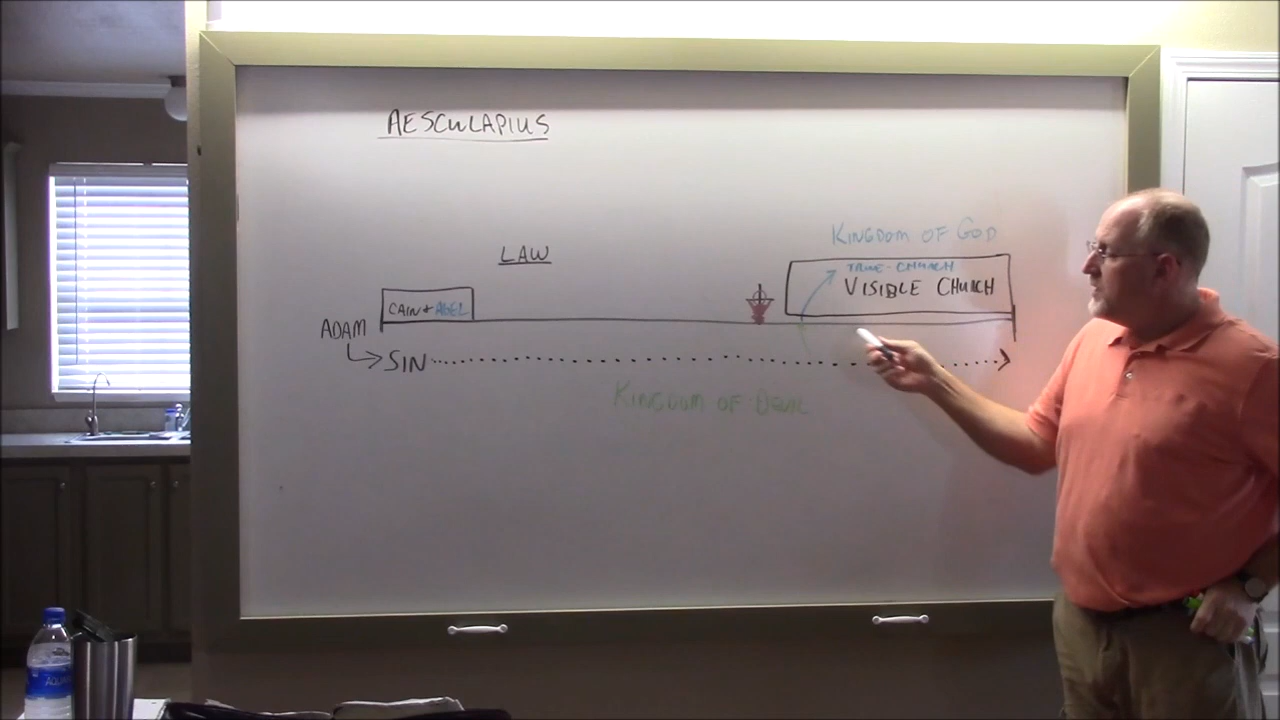 AESCULAPIUS
LAW
KINGDOM OF GOD
TRUE-CHURCH
VISIBLE CHURCH
CAIN + ABEL
ADAM
SIN
KINGDOM OF DEVIL